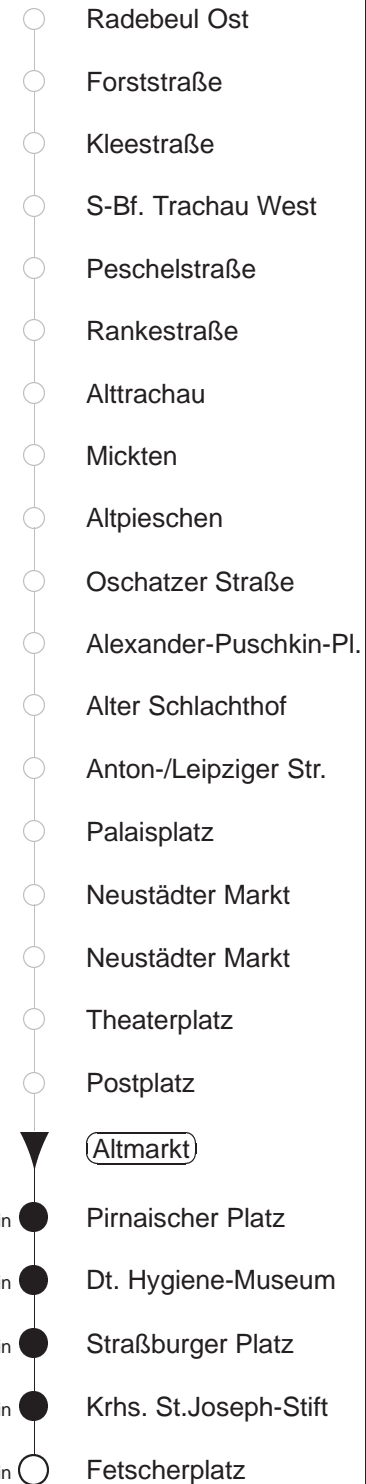 Radebeul Ost
Forststraße
Kleestraße
S-Bf. Trachau West
Peschelstraße
Rankestraße
Alttrachau
Mickten
Altpieschen
Oschatzer Straße
Alexander-Puschkin-Pl.
Alter Schlachthof
Anton-/Leipziger Str.
Palaisplatz
Neustädter Markt
Neustädter Markt
Theaterplatz
Postplatz
Altmarkt
Pirnaischer Platz
Dt. Hygiene-Museum
Straßburger Platz
Krhs. St.Joseph-Stift
Fetscherplatz